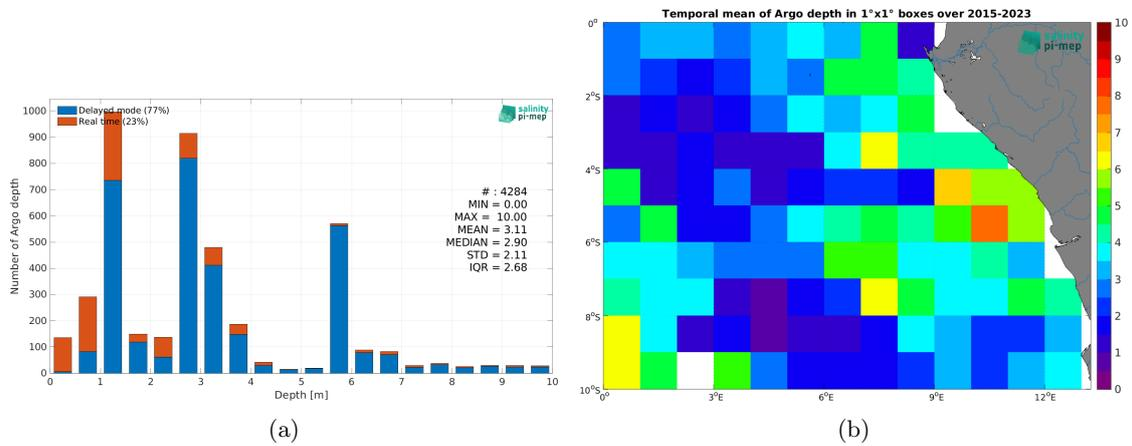 Temporal mean of Argo depth in 1°x1° boxes over 2015-2023
Delayed mode (77%)
Real time (23%)
salinity
pi-mep
# : 4284
MIN = 0.00
MAX = 10.00
MEAN = 3.11
MEDIAN = 2.90
STD = 2.11
IQR = 2.68
Number of Argo depth
1000
900
800
700
600
500
400
300
200
100
0
0 1 2 3 4 5 6 7 8 9 10
Depth [m]
(a)
salinity
pi-mep
0°
2°S
4°S
6°S
8°S
10°S
0° 3°E 6°E 9°E 12°E
10
9
8
7
6
5
4
3
2
1
0
(b)